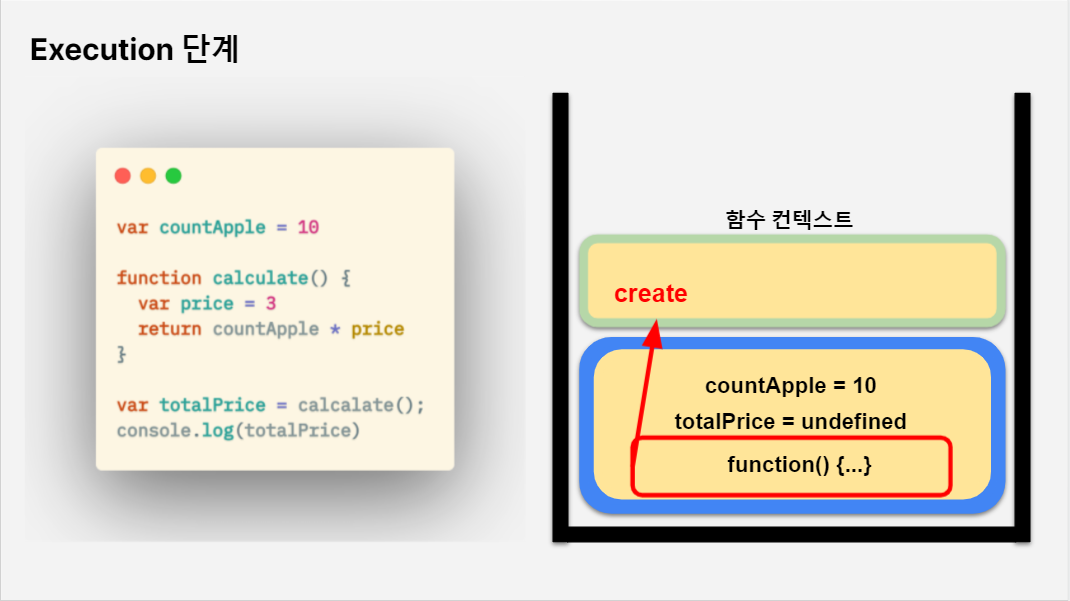 Execution 단계
var countApple = 10
function calculate() {
var price = 3
return countApple * price
}
var totalPrice = calcalate();
console.log(totalPrice)
함수 컨텍스트
create
countApple = 10
totalPrice = undefined
function() {...}